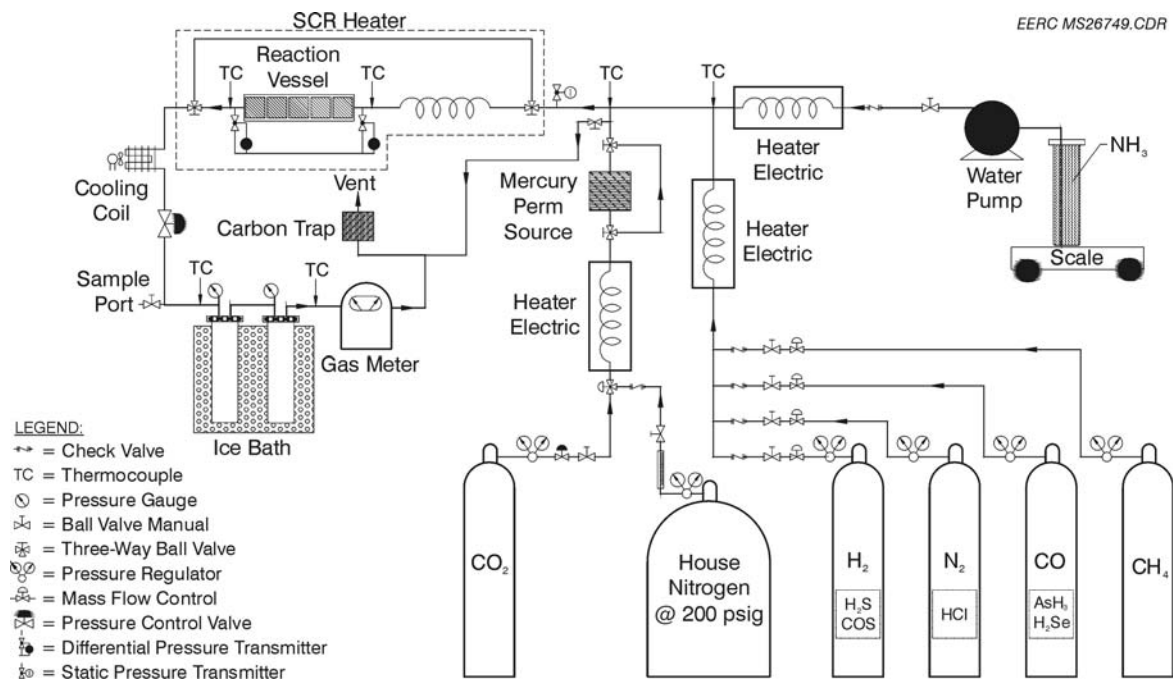 SCR Heater
EERC MS26749.CDR
Reaction
Vessel
TC
TC
TC
TC
Heater
Electric
Water
Pump
NH₃
Scale
Cooling
Coil
Vent
Carbon Trap
Mercury
Perm
Source
Heater
Electric
Heater
Electric
Sample
Port
TC
TC
Gas Meter
Ice Bath
LEGEND:
= Check Valve
TC = Thermocouple
= Pressure Gauge
= Ball Valve Manual
= Three-Way Ball Valve
= Pressure Regulator
= Mass Flow Control
= Pressure Control Valve
= Differential Pressure Transmitter
= Static Pressure Transmitter
CO₂
House
Nitrogen
@ 200 psig
H₂
H₂S
COS
N₂
HCl
CO
AsH₃
H₂Se
CH₄